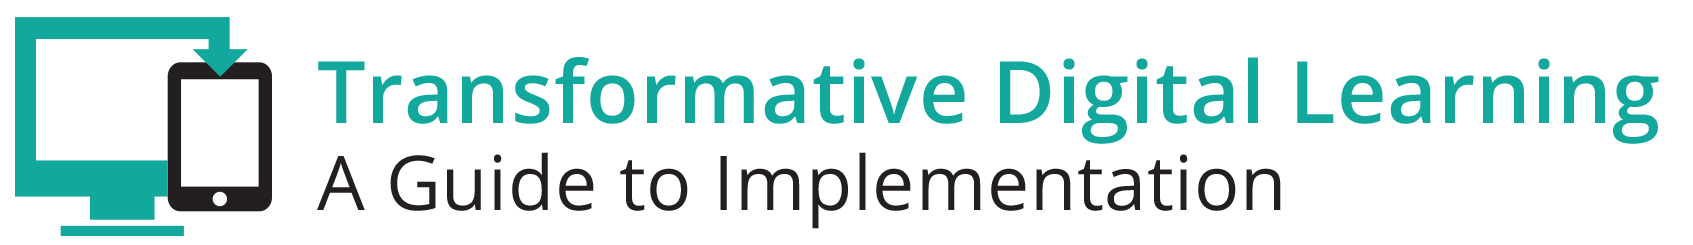 Transformative Digital Learning
A Guide to Implementation